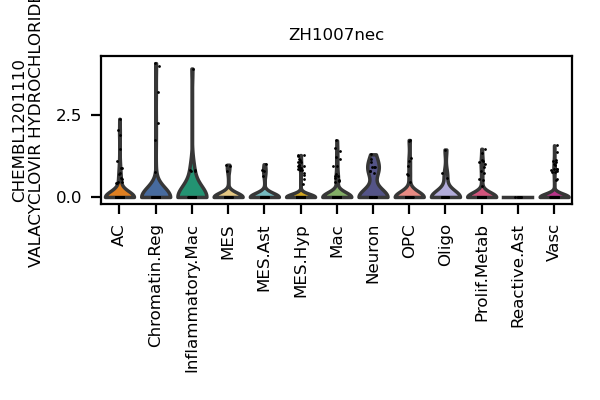 ZH1007nec
CHEMBL1201110
VALACYCLOVIR HYDROCHLORIDE
2.5
0.0
AC
Chromatin.Reg
Inflammatory.Mac
MES
MES.Ast
MES.Hyp
Mac
Neuron
OPC
Oligo
Prolif.Metab
Reactive.Ast
Vasc